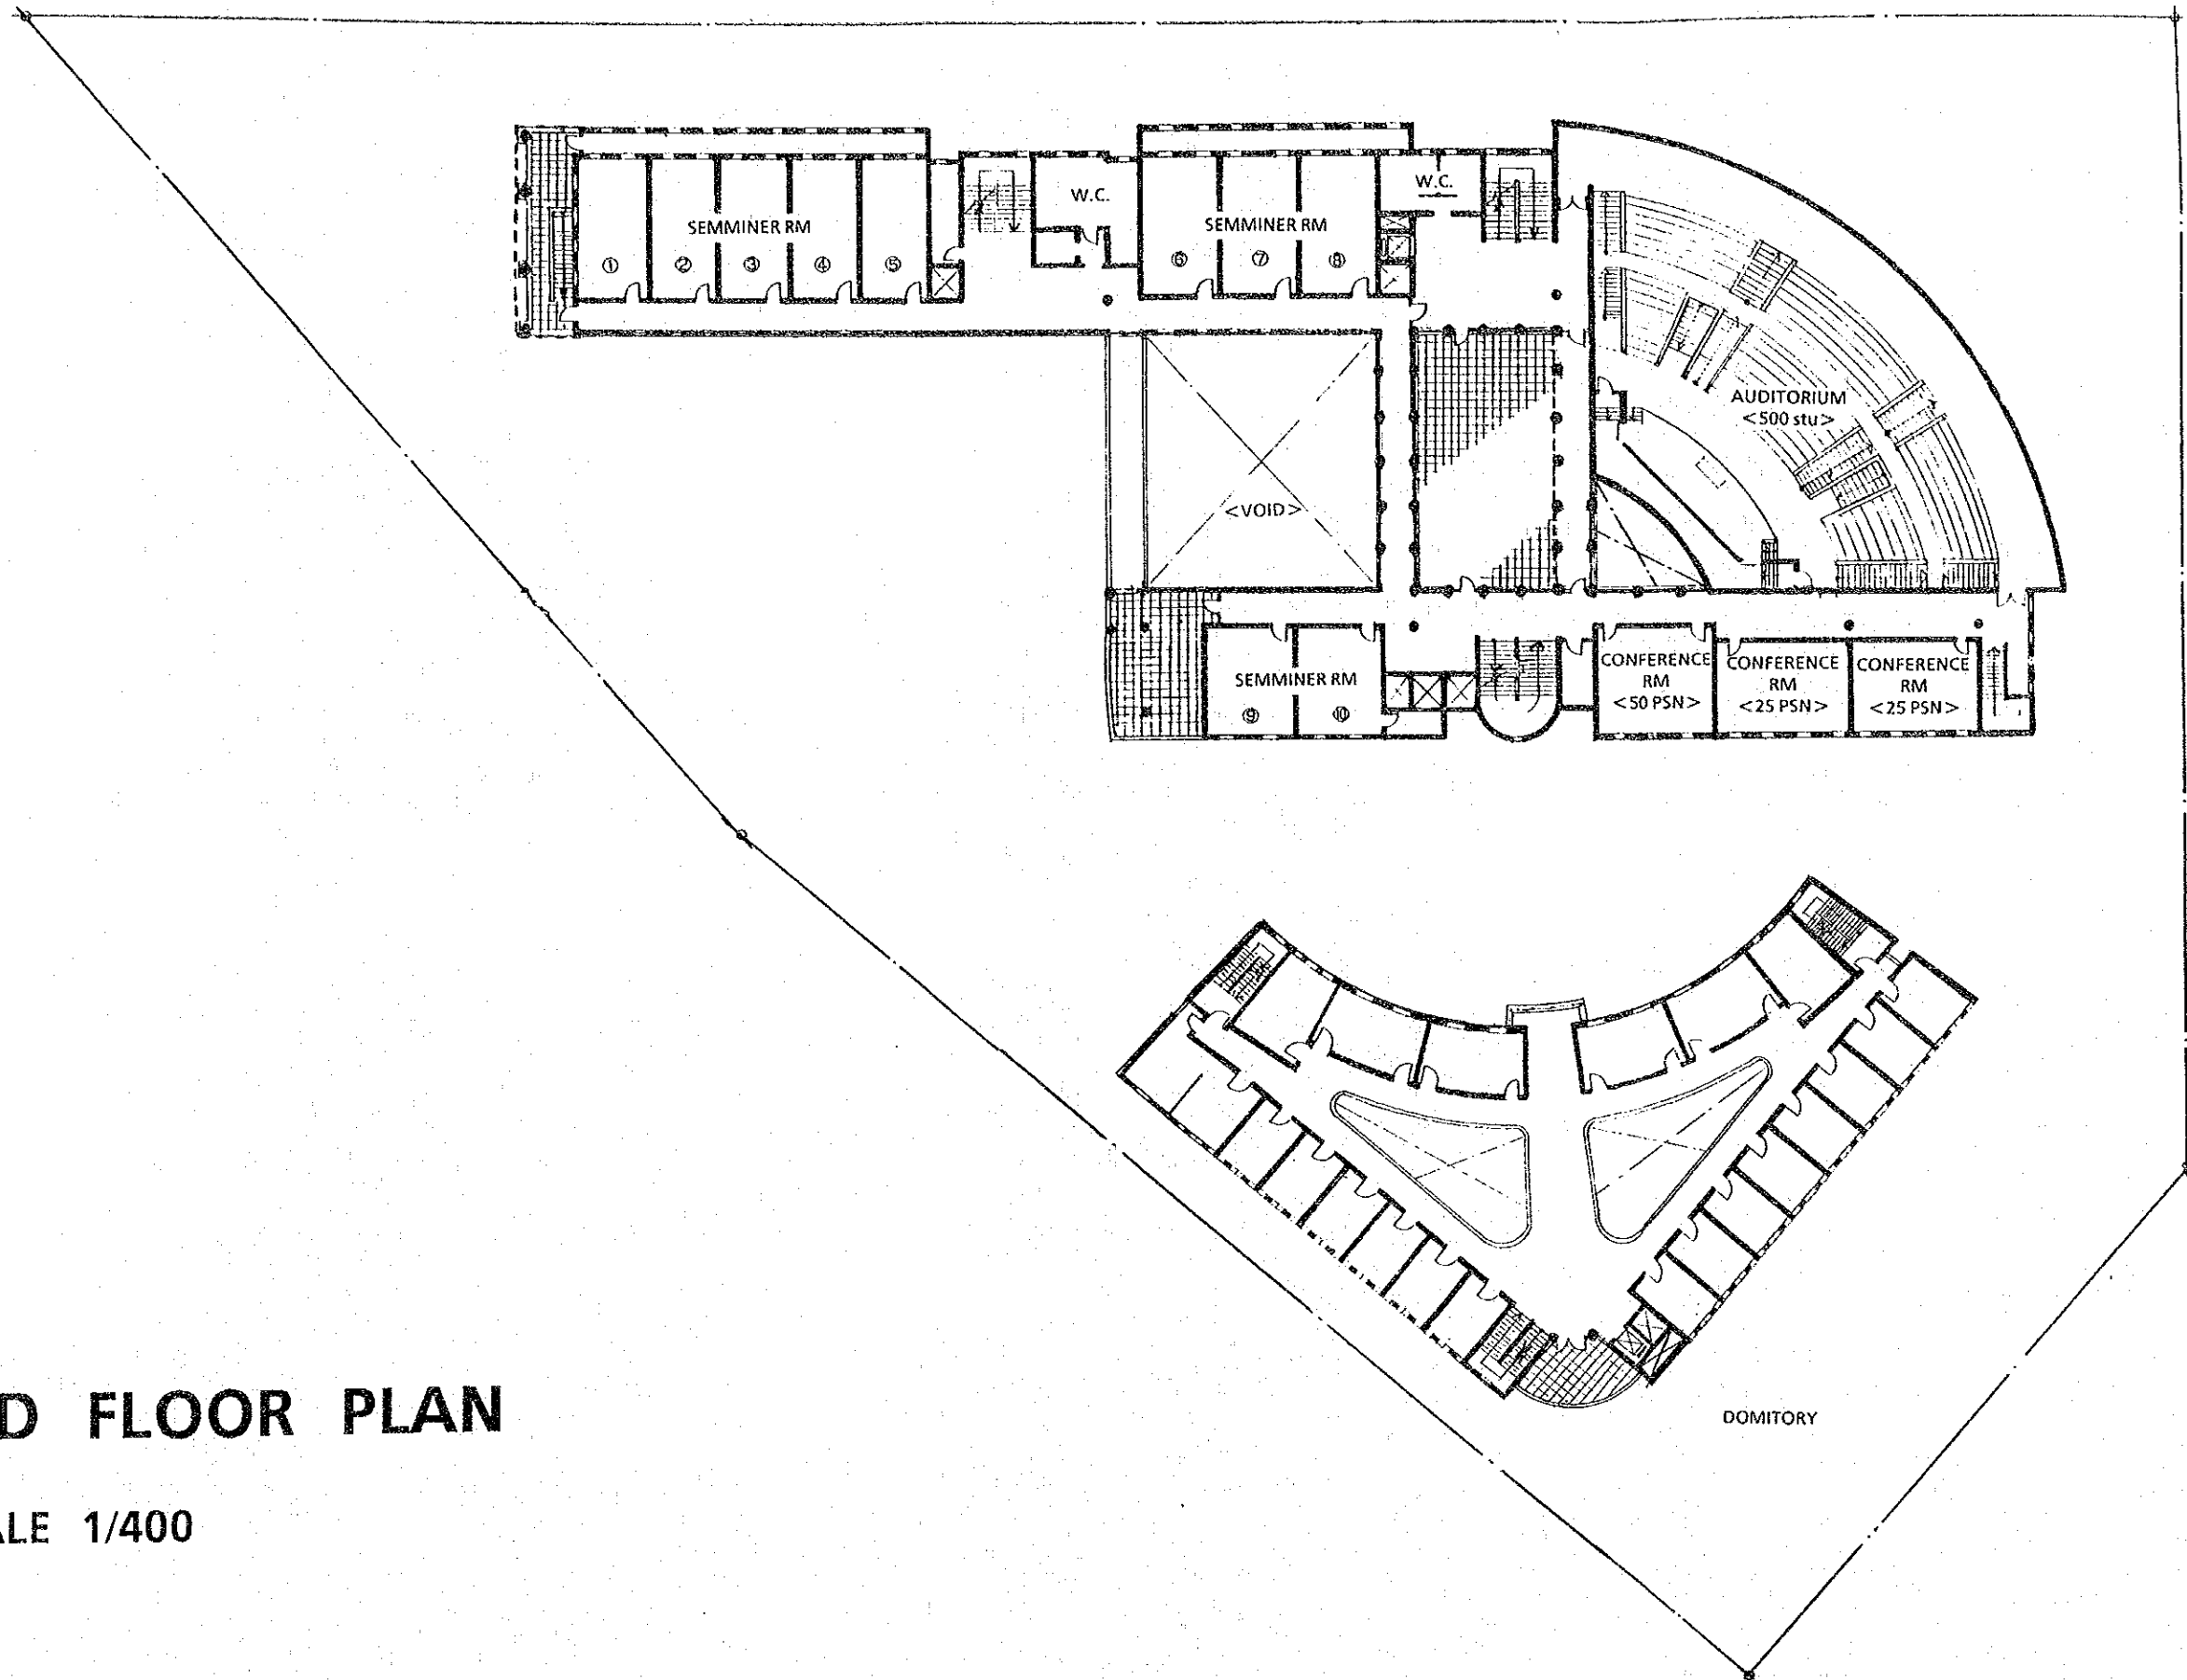 W.C.
W.C.
SEMMINER RM
① ② ③ ④ ⑤
SEMMINER RM
⑥ ⑦ ⑧
AUDITORIUM
<500 stu>
<VOID>
SEMMINER RM
⑨ ⑩
CONFERENCE
RM
<50 PSN>
CONFERENCE
RM
<25 PSN>
CONFERENCE
RM
<25 PSN>
DOMITORY
D FLOOR PLAN
ALE 1/400